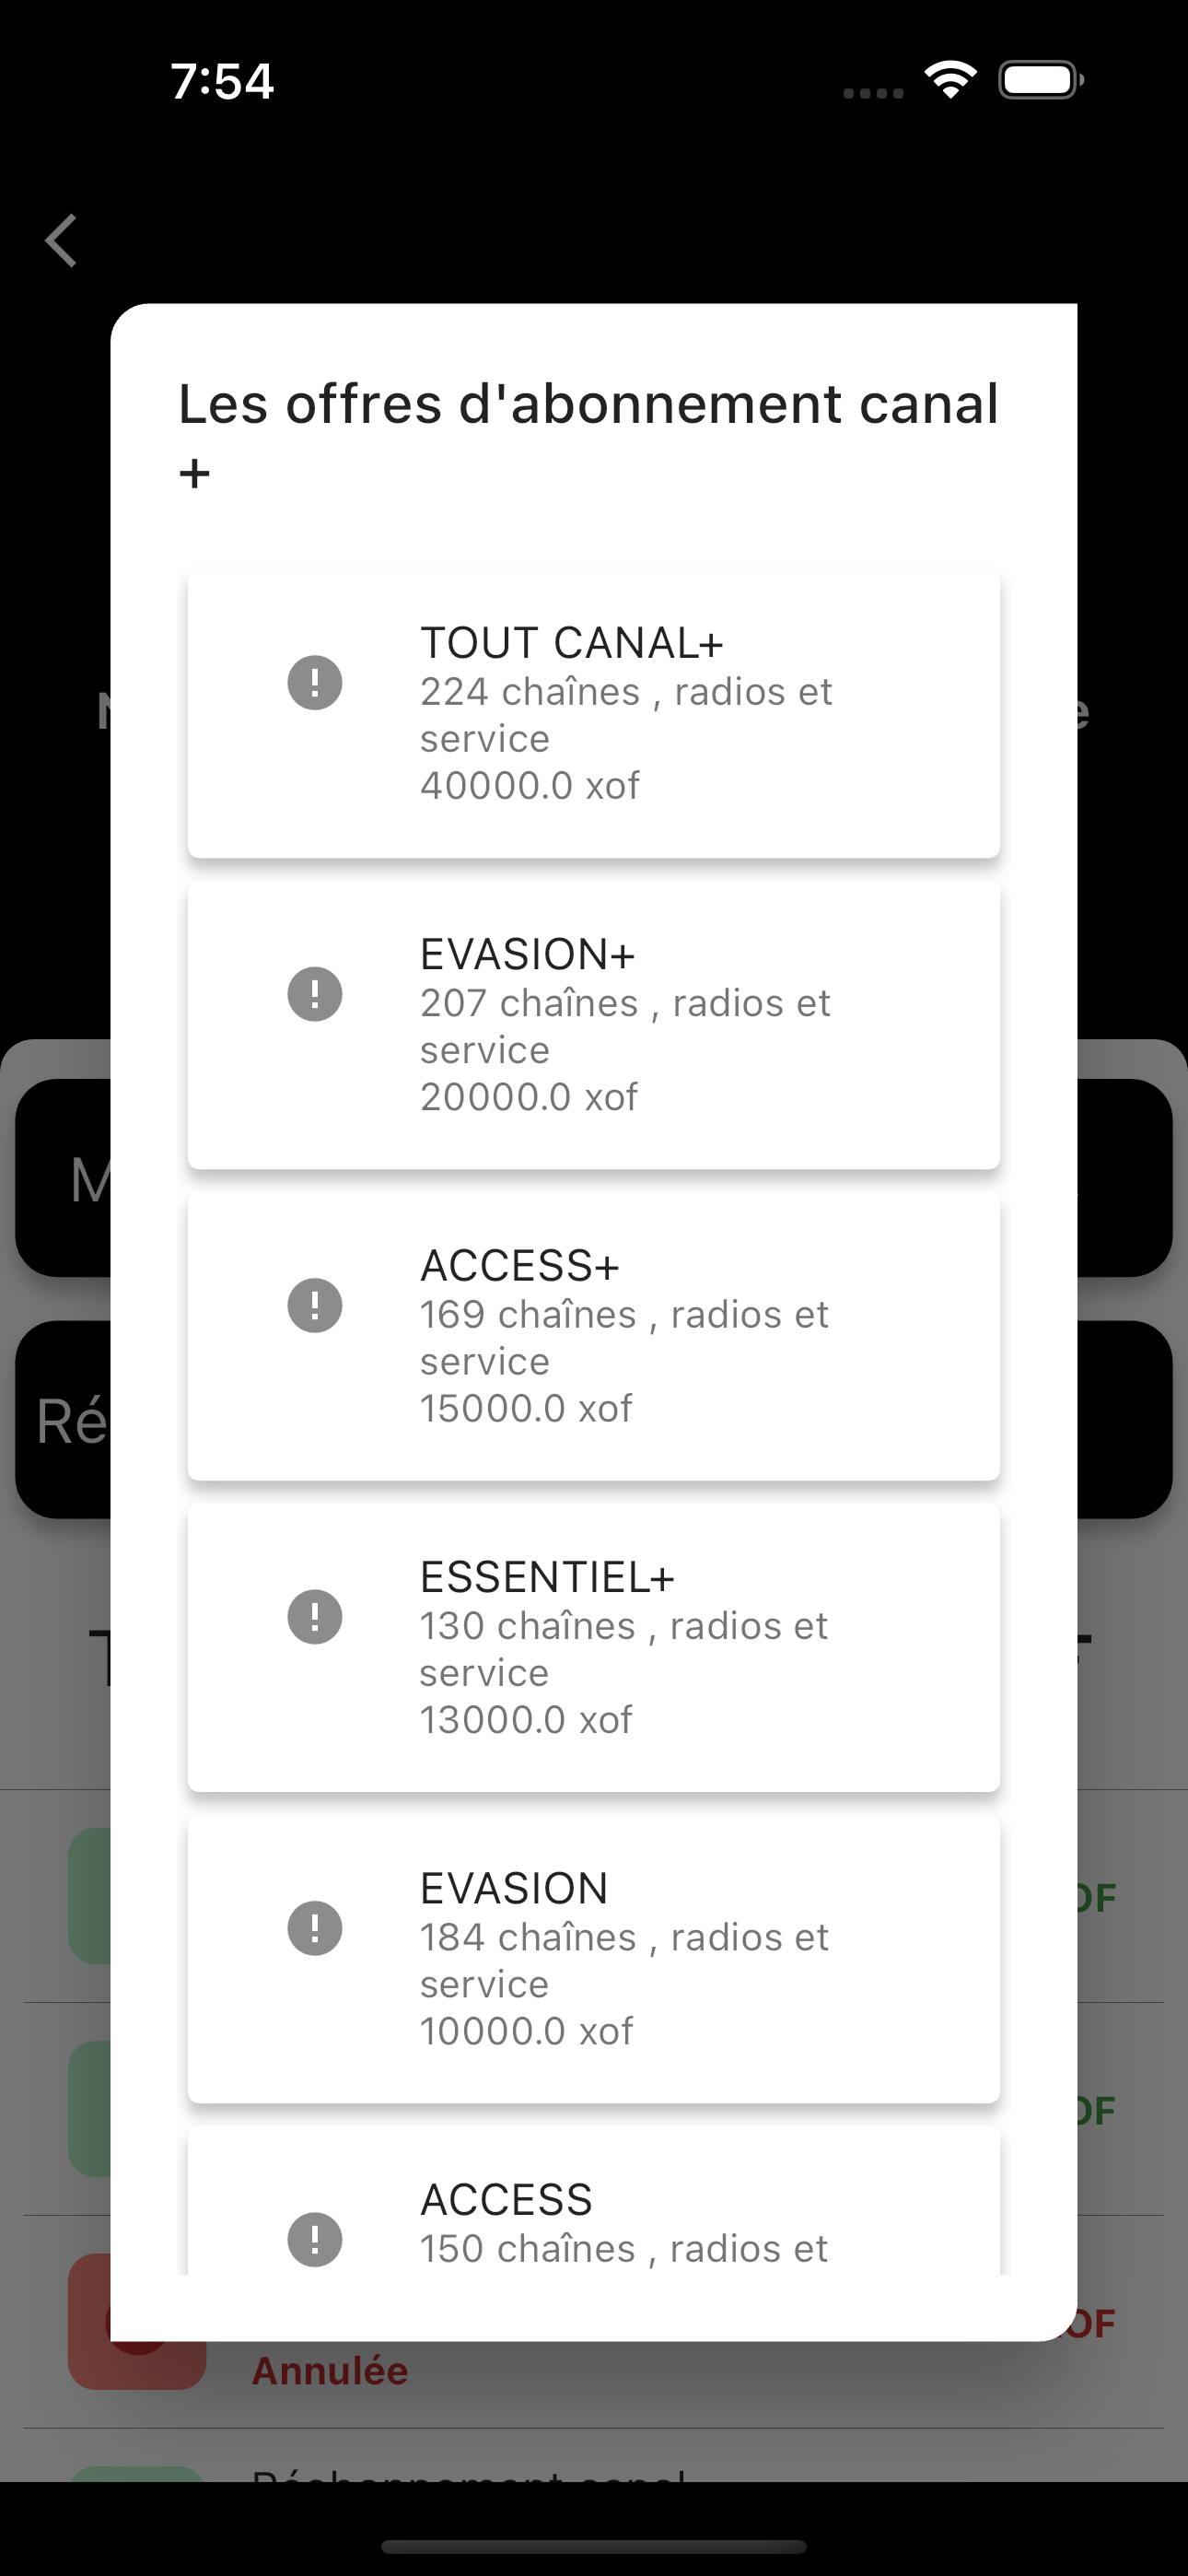 7:54
Les offres d'abonnement canal
+
TOUT CANAL+
224 chaînes , radios et
service
40000.0 xof
EVASION+
207 chaînes , radios et
service
20000.0 xof
ACCESS+
169 chaînes , radios et
service
15000.0 xof
ESSENTIEL+
130 chaînes , radios et
service
13000.0 xof
EVASION
184 chaînes , radios et
service
10000.0 xof
ACCESS
150 chaînes , radios et
Annulée